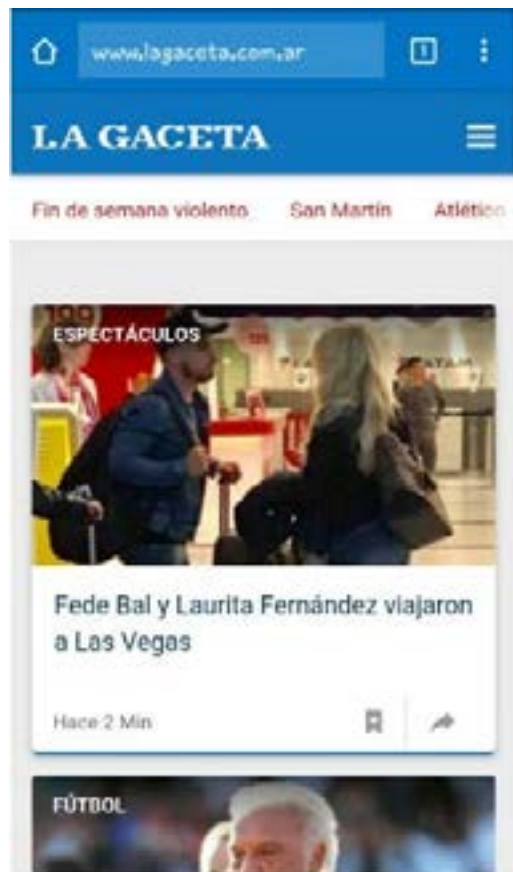 www.lagaceta.com.ar
1
LA GACETA
Fin de semana violento San Martín Atlético
ESPECTÁCULOS
Fede Bal y Laurita Fernández viajaron
a Las Vegas
Hace 2 Min
FÚTBOL